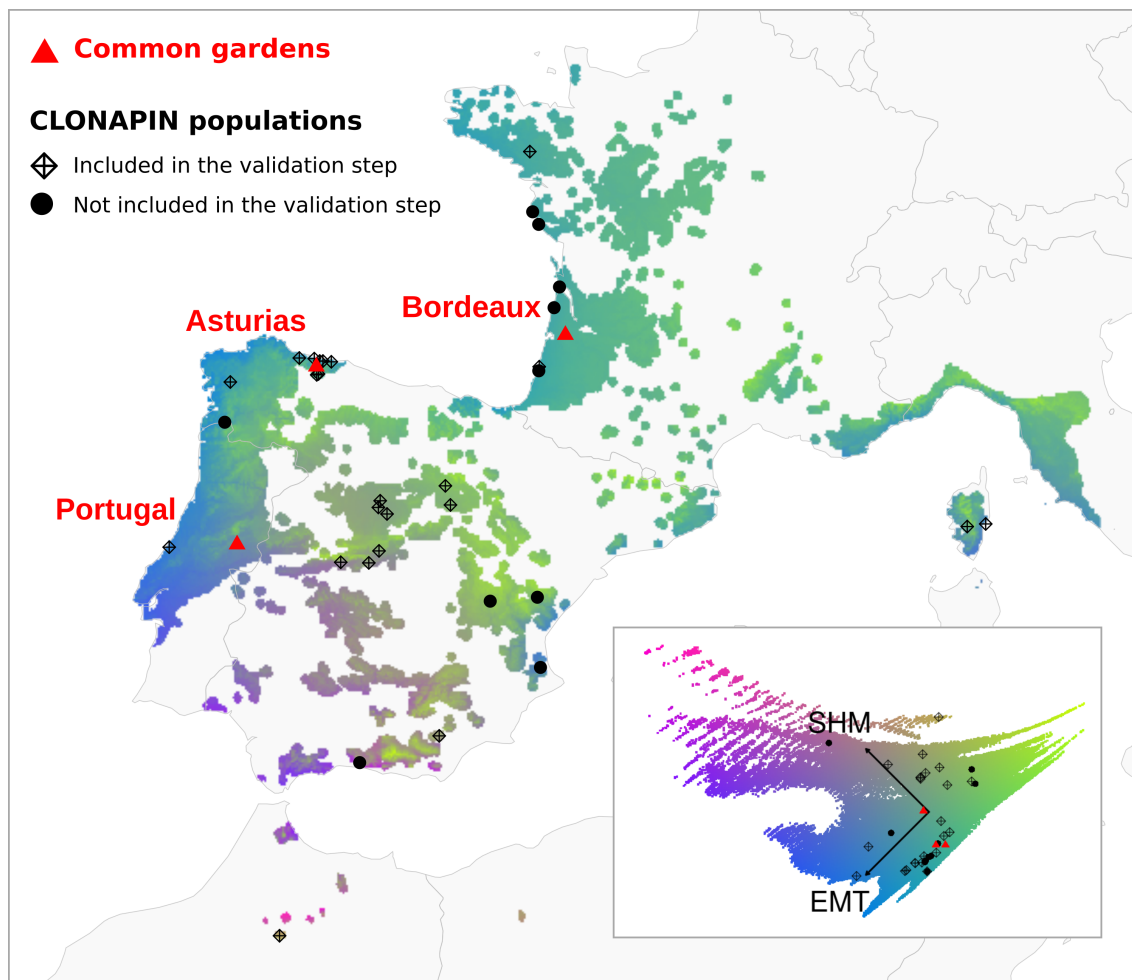 Common gardens
CLONAPIN populations
Included in the validation step
Not included in the validation step
Bordeaux
Asturias
Portugal
SHM
EMT